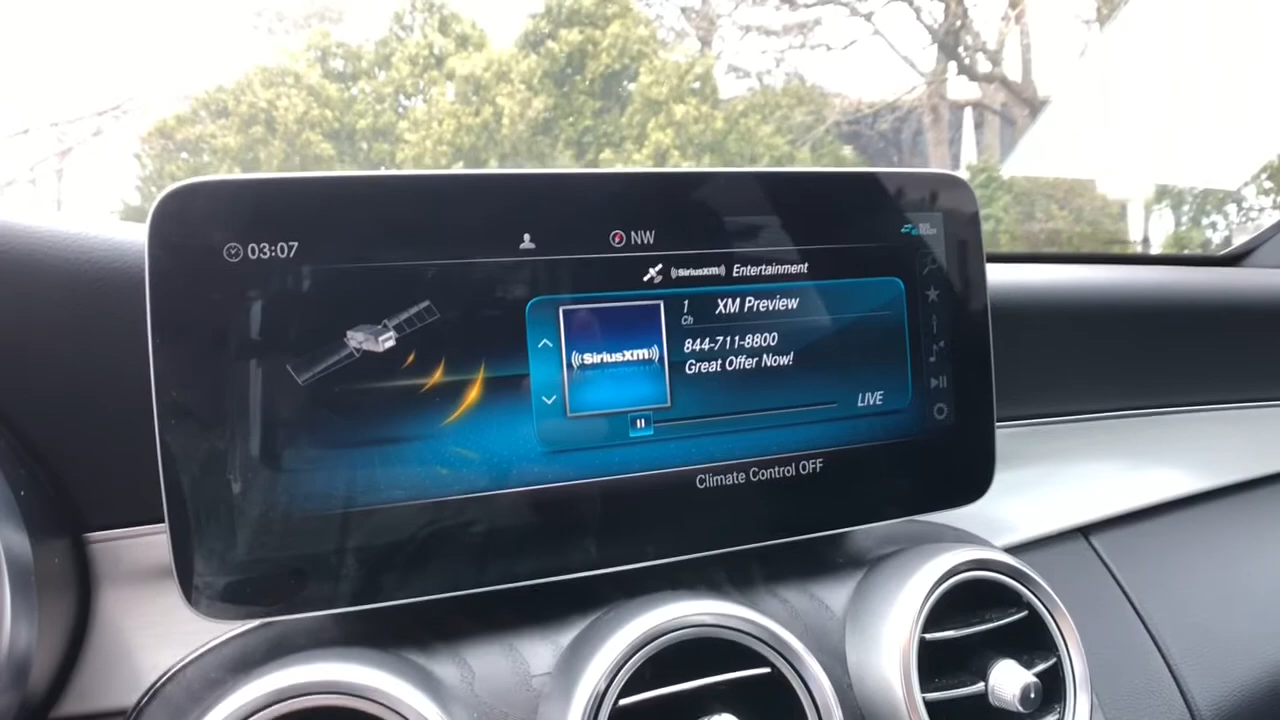 03:07
NW
((SiriusXM)) Entertainment
1 XM Preview
Ch
844-711-8800
((SiriusXM))
Great Offer Now!
LIVE
Climate Control OFF